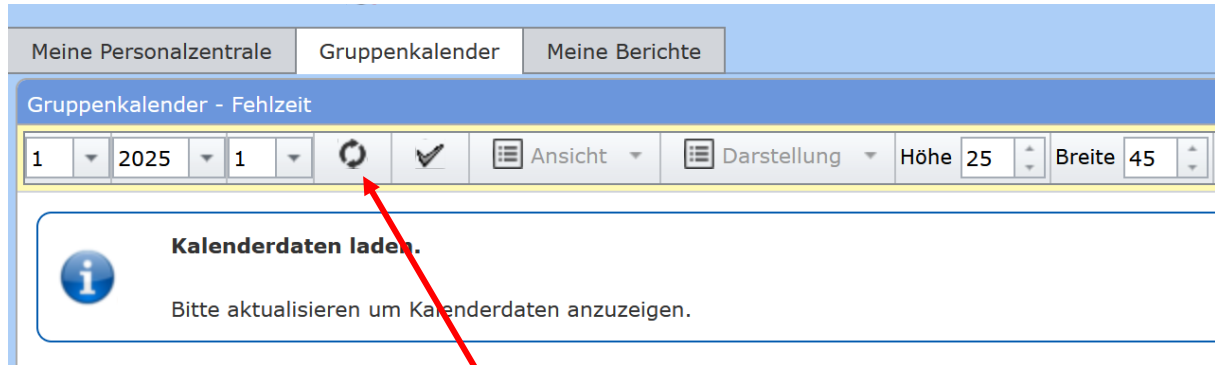 Meine Personalzentrale Gruppenkalender Meine Berichte
Gruppenkalender - Fehlzeit
1 2025 1 Ansicht Darstellung Höhe 25 Breite 45
Kalenderdaten laden.
Bitte aktualisieren um Kalenderdaten anzuzeigen.